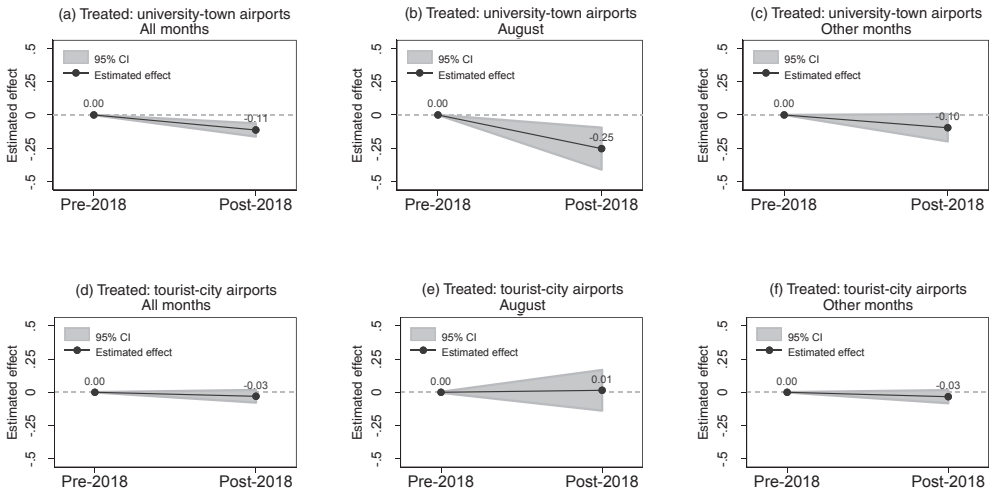 (a) Treated: university-town airports
All months
Estimated effect
.5
.25
0
-.25
-.5
95% CI
Estimated effect
0.00
-0.11
Pre-2018
Post-2018
(b) Treated: university-town airports
August
Estimated effect
.5
.25
0
-.25
-.5
95% CI
Estimated effect
0.00
-0.25
Pre-2018
Post-2018
(c) Treated: university-town airports
Other months
Estimated effect
.5
.25
0
-.25
-.5
95% CI
Estimated effect
0.00
-0.10
Pre-2018
Post-2018
(d) Treated: tourist-city airports
All months
Estimated effect
.5
.25
0
-.25
-.5
95% CI
Estimated effect
0.00
-0.03
Pre-2018
Post-2018
(e) Treated: tourist-city airports
August
Estimated effect
.5
.25
0
-.25
-.5
95% CI
Estimated effect
0.00
0.01
Pre-2018
Post-2018
(f) Treated: tourist-city airports
Other months
Estimated effect
.5
.25
0
-.25
-.5
95% CI
Estimated effect
0.00
-0.03
Pre-2018
Post-2018